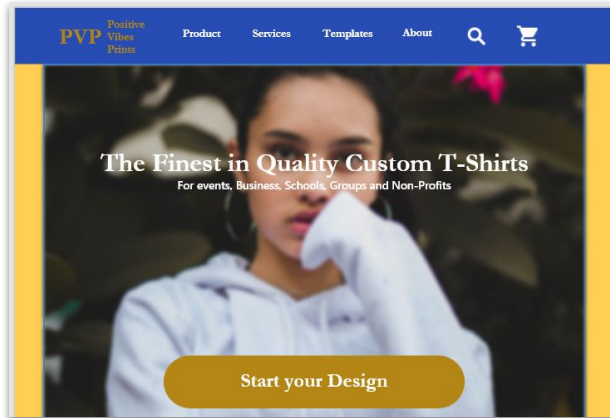 PVP
Positive
Vibes
Prints
Product Services Templates About
The Finest in Quality Custom T-Shirts
For events, Business, Schools, Groups and Non-Profits
Start your Design